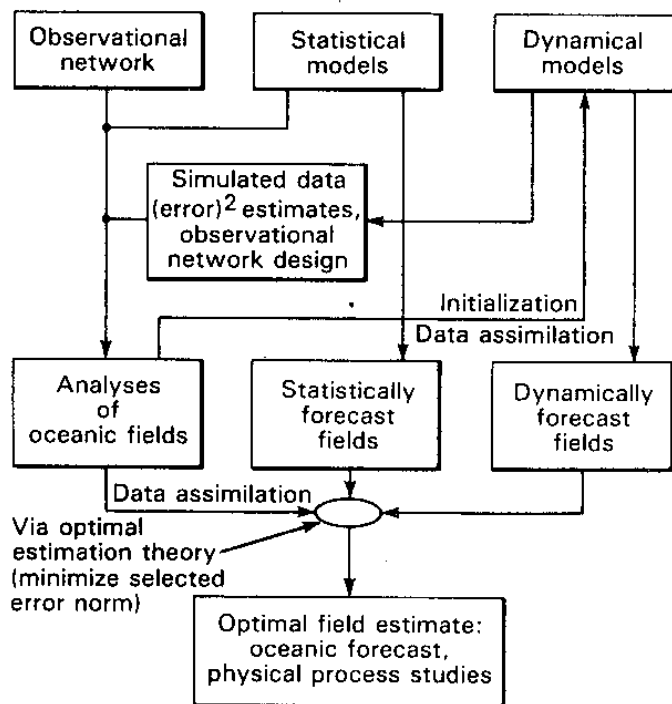 Observational
network
Statistical
models
Dynamical
models
Simulated data
(error)² estimates,
observational
network design
Initialization
Data assimilation
Analyses
of
oceanic fields
Statistically
forecast
fields
Dynamically
forecast
fields
Data assimilation
Via optimal
estimation theory
(minimize selected
error norm)
Optimal field estimate:
oceanic forecast,
physical process studies